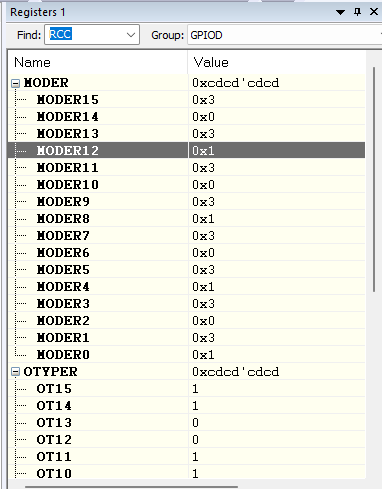 Registers 1
Find: RCC Group: GPIOD
Name Value
MODER 0xcdcd'cdcd
MODER15 0x3
MODER14 0x0
MODER13 0x3
MODER12 0x1
MODER11 0x3
MODER10 0x0
MODER9 0x3
MODER8 0x1
MODER7 0x3
MODER6 0x0
MODER5 0x3
MODER4 0x1
MODER3 0x3
MODER2 0x0
MODER1 0x3
MODER0 0x1
OTYPER 0xcdcd'cdcd
OT15 1
OT14 1
OT13 0
OT12 0
OT11 1
OT10 1